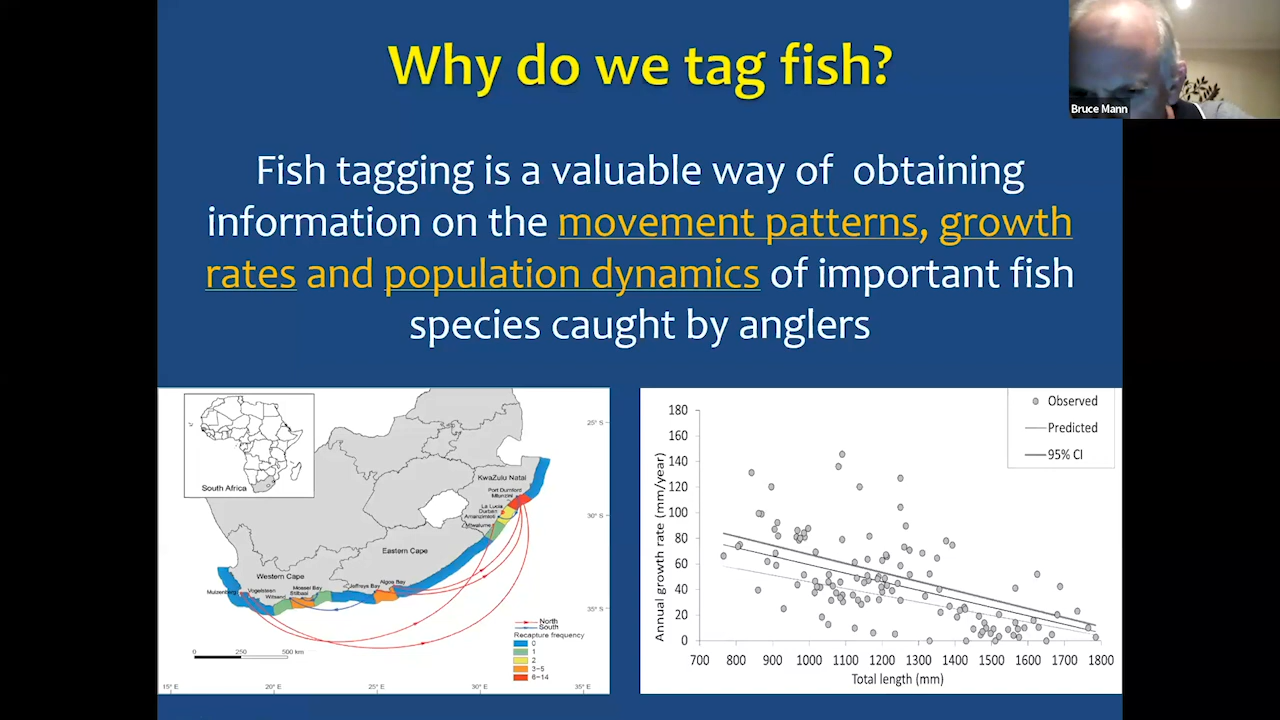 Why do we tag fish?
Bruce Mann
Fish tagging is a valuable way of obtaining
information on the movement patterns, growth
rates and population dynamics of important fish
species caught by anglers
South Africa
KwaZulu Natal
Port Durnford
Mtunzini
La Lucia
Durban
Amanzimtoti
Mtwalume
Eastern Cape
Western Cape
Muizenberg
Vogelsteen
Witsand
Mossel Bay
Stilbaai
Jeffreys Bay
Algoa Bay
25° S
30° S
35° S
North
South
Recapture frequency
0
1
2
3-5
6-14
0 250 500 km
15° E 20° E 25° E 30° E 35° E
Observed
Predicted
95% CI
Annual growth rate (mm/year)
180
160
140
120
100
80
60
40
20
0
700 800 900 1000 1100 1200 1300 1400 1500 1600 1700 1800
Total length (mm)